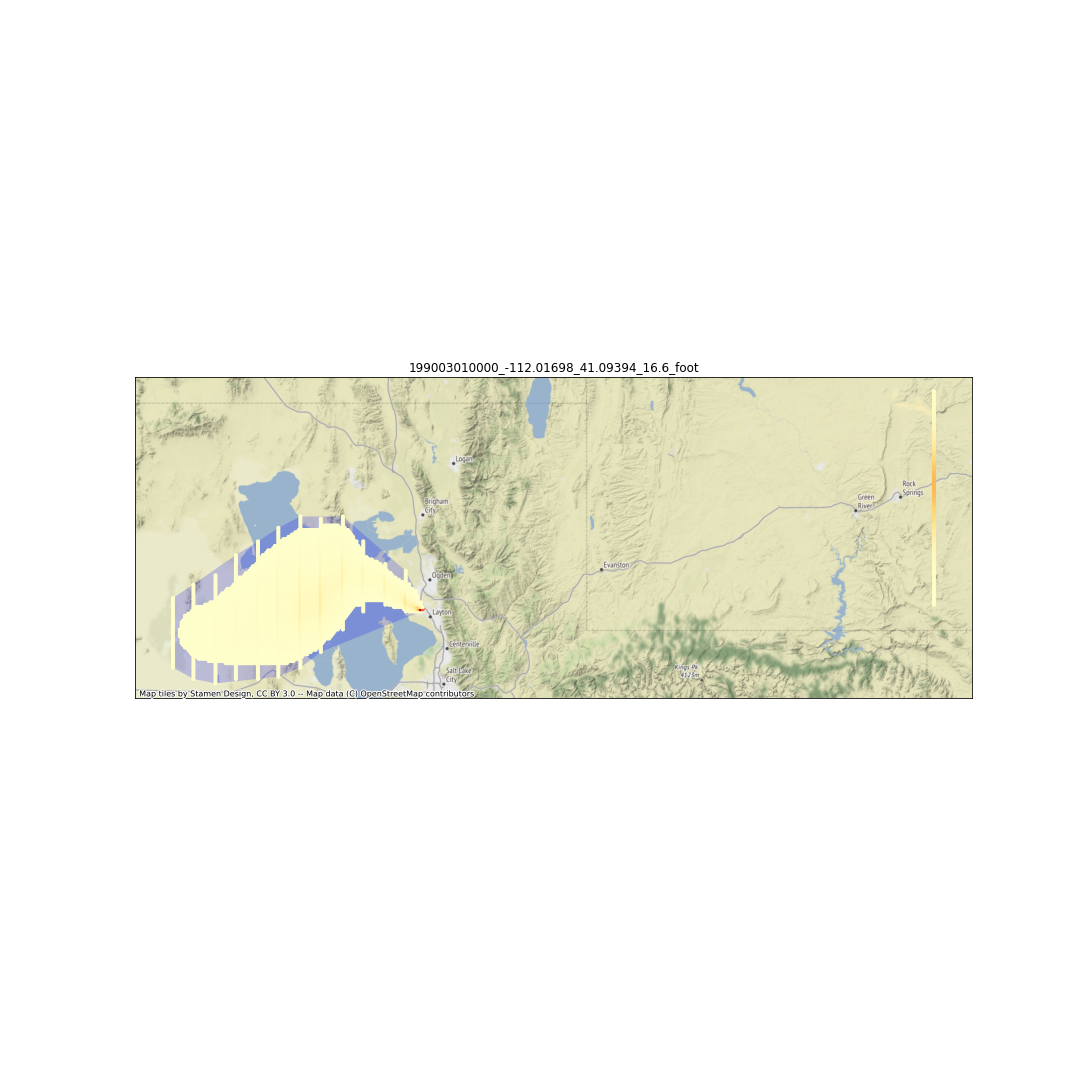 199003010000_-112.01698_41.09394_16.6_foot
Logan
Rock
Springs
Brigham
City
Green
River
Evanston
Ogden
Layton
Centerville
Kings Pk
4123m
Salt Lake
City
Map tiles by Stamen Design, CC BY 3.0 -- Map data (C) OpenStreetMap contributors